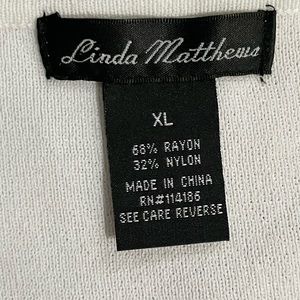 Linda Matthews
XL
68% RAYON
32% NYLON
MADE IN CHINA
RN#114186
SEE CARE REVERSE